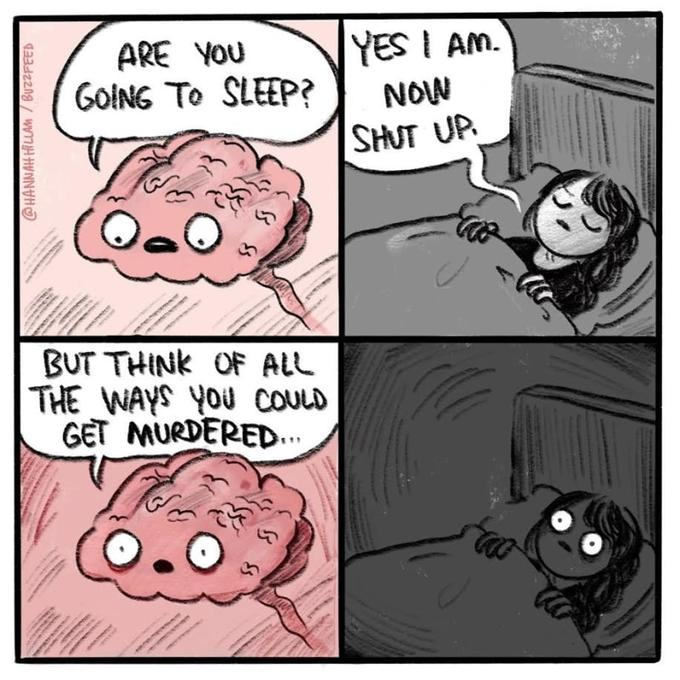 @HANNAHHILLAM / BUZZFEED
ARE YOU
GOING TO SLEEP?
YES I AM.
NOW
SHUT UP.
BUT THINK OF ALL
THE WAYS YOU COULD
GET MURDERED...